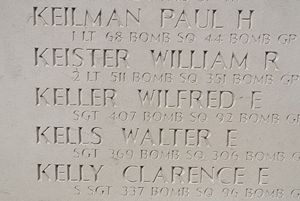 KEILMAN PAUL H
1 LT 68 BOMB SQ 44 BOMB GP
KEISTER WILLIAM R
2 LT 511 BOMB SQ 351 BOMB GP
KELLER WILFRED E
SGT 407 BOMB SQ 92 BOMB GP
KELLS WALTER E
SGT 369 BOMB SQ 306 BOMB G
KELLY CLARENCE E
S SGT 337 BOMB SQ 96 BOMB G